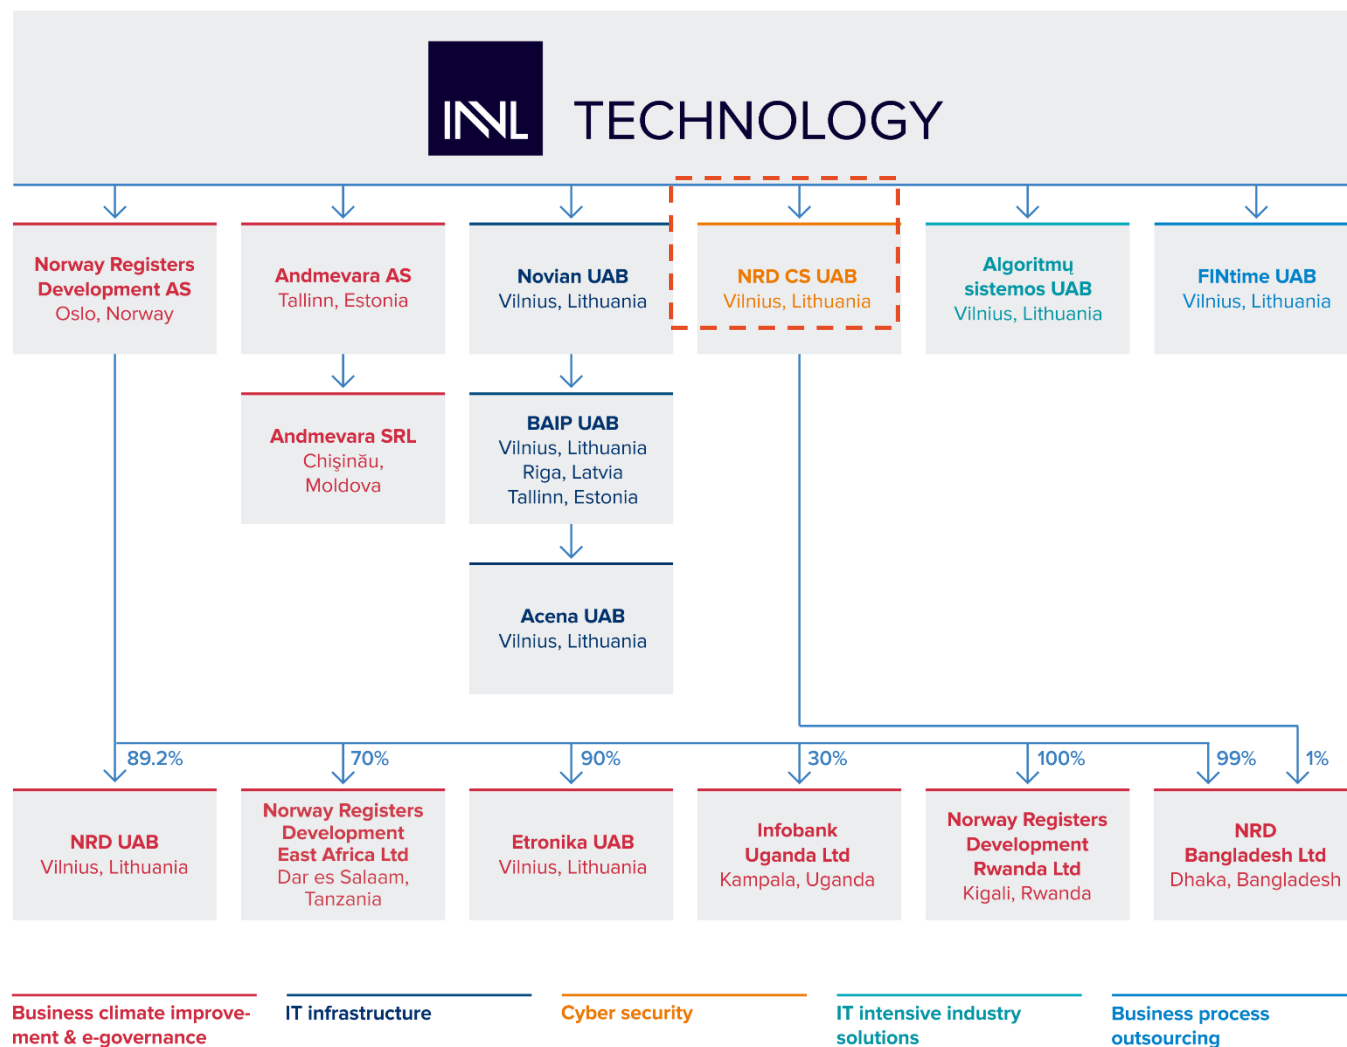 INVL TECHNOLOGY
Norway Registers
Development AS
Oslo, Norway
Andmevara AS
Tallinn, Estonia
Novian UAB
Vilnius, Lithuania
NRD CS UAB
Vilnius, Lithuania
Algoritmų
sistemos UAB
Vilnius, Lithuania
FINtime UAB
Vilnius, Lithuania
Andmevara SRL
Chişinău,
Moldova
BAIP UAB
Vilnius, Lithuania
Riga, Latvia
Tallinn, Estonia
Acena UAB
Vilnius, Lithuania
89.2%
70%
90%
30%
100%
99%
1%
NRD UAB
Vilnius, Lithuania
Norway Registers
Development
East Africa Ltd
Dar es Salaam,
Tanzania
Etronika UAB
Vilnius, Lithuania
Infobank
Uganda Ltd
Kampala, Uganda
Norway Registers
Development
Rwanda Ltd
Kigali, Rwanda
NRD
Bangladesh Ltd
Dhaka, Bangladesh
Business climate improve-
ment & e-governance
IT infrastructure
Cyber security
IT intensive industry
solutions
Business process
outsourcing